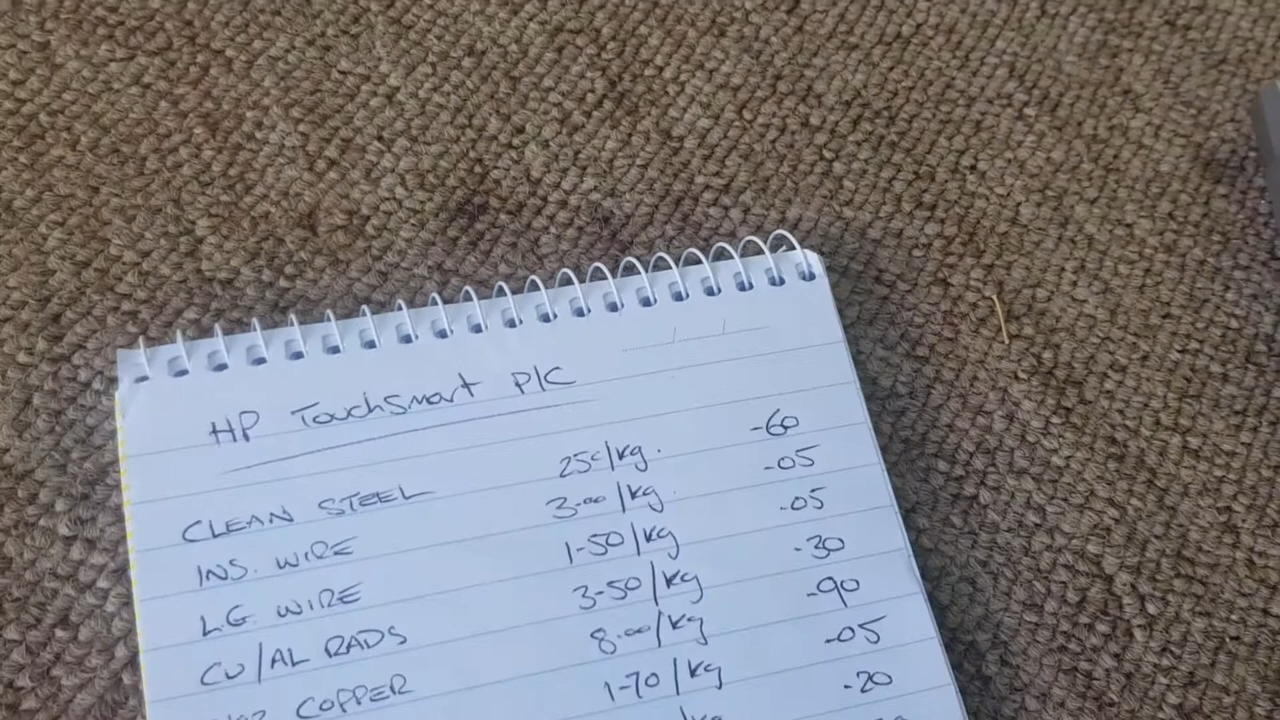 HP TouchSmart P/C
CLEAN STEEL 25c/kg. -60
INS. WIRE 3-00/kg. -05
L.G. WIRE 1-50/kg -05
CU/AL RADS 3-50/kg -30
COPPER 8-00/kg -90
1-70/kg -05
/kg -20